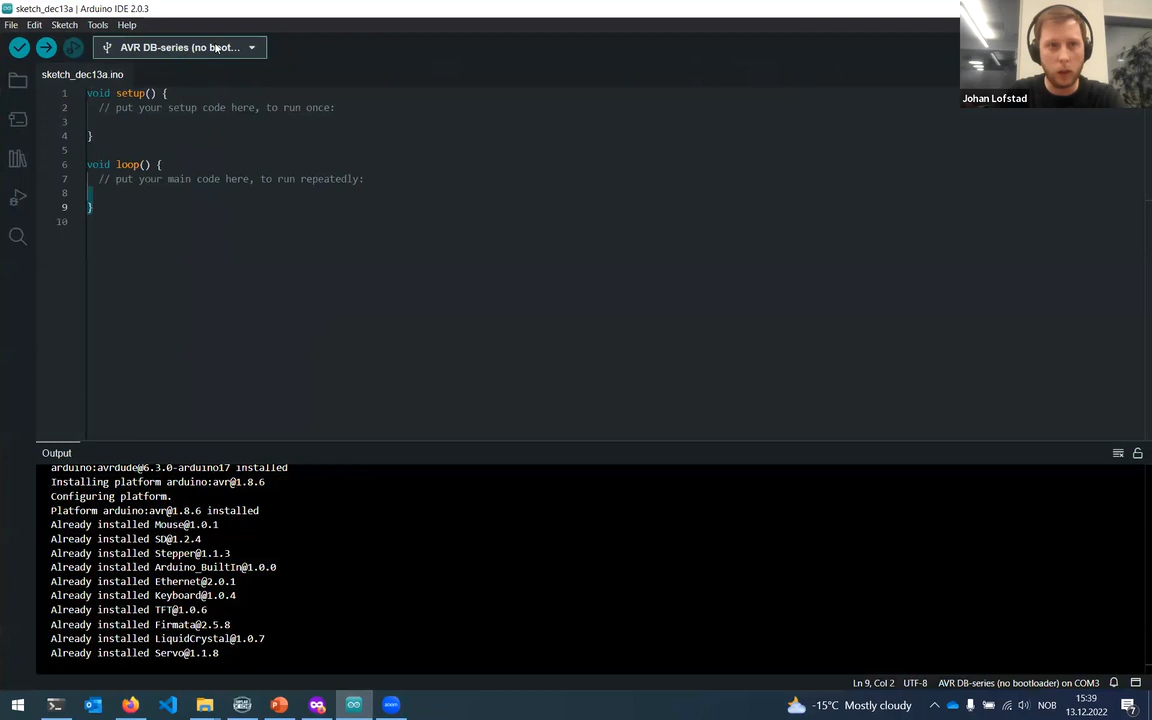 sketch_dec13a | Arduino IDE 2.0.3
File Edit Sketch Tools Help
AVR DB-series (no boot...
sketch_dec13a.ino
1 void setup() {
2 // put your setup code here, to run once:
3
4 }
5
6 void loop() {
7 // put your main code here, to run repeatedly:
8
9 }
10
Johan Lofstad
Output
arduino:avrdude@6.3.0-arduino17 installed
Installing platform arduino:avr@1.8.6
Configuring platform.
Platform arduino:avr@1.8.6 installed
Already installed Mouse@1.0.1
Already installed SD@1.2.4
Already installed Stepper@1.1.3
Already installed Arduino_BuiltIn@1.0.0
Already installed Ethernet@2.0.1
Already installed Keyboard@1.0.4
Already installed TFT@1.0.6
Already installed Firmata@2.5.8
Already installed LiquidCrystal@1.0.7
Already installed Servo@1.1.8
Ln 9, Col 2 UTF-8 AVR DB-series (no bootloader) on COM3
-15°C Mostly cloudy
NOB
15:39
13.12.2022
7